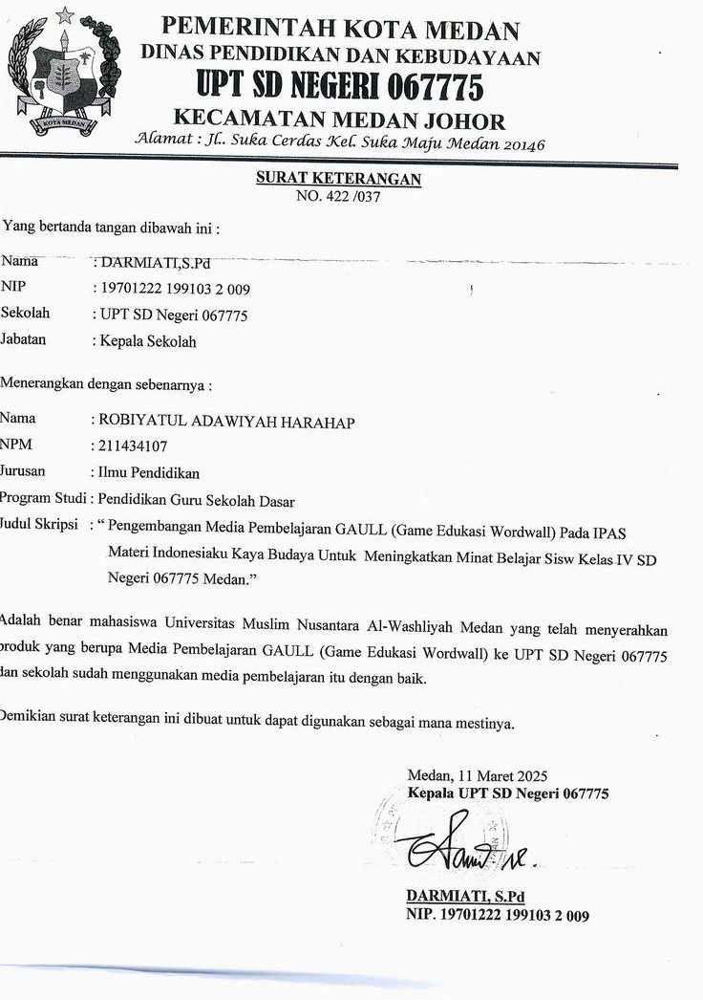 PEMERINTAH KOTA MEDAN
DINAS PENDIDIKAN DAN KEBUDAYAAN
UPT SD NEGERI 067775
KECAMATAN MEDAN JOHOR
Alamat : JL. Suka Cerdas Kel. Suka Maju Medan 20146
KOTA MEDAN
SURAT KETERANGAN
NO. 422 /037
Yang bertanda tangan dibawah ini :
Nama : DARMIATI,S.Pd
NIP : 19701222 199103 2 009
Sekolah : UPT SD Negeri 067775
Jabatan : Kepala Sekolah
Menerangkan dengan sebenarnya :
Nama : ROBIYATUL ADAWIYAH HARAHAP
NPM : 211434107
Jurusan : Ilmu Pendidikan
Program Studi : Pendidikan Guru Sekolah Dasar
Judul Skripsi : “ Pengembangan Media Pembelajaran GAULL (Game Edukasi Wordwall) Pada IPAS
Materi Indonesiaku Kaya Budaya Untuk Meningkatkan Minat Belajar Sisw Kelas IV SD
Negeri 067775 Medan.”
Adalah benar mahasiswa Universitas Muslim Nusantara Al-Washliyah Medan yang telah menyerahkan
produk yang berupa Media Pembelajaran GAULL (Game Edukasi Wordwall) ke UPT SD Negeri 067775
dan sekolah sudah menggunakan media pembelajaran itu dengan baik.
Demikian surat keterangan ini dibuat untuk dapat digunakan sebagai mana mestinya.
Medan, 11 Maret 2025
Kepala UPT SD Negeri 067775
DARMIATI, S.Pd
NIP. 19701222 199103 2 009